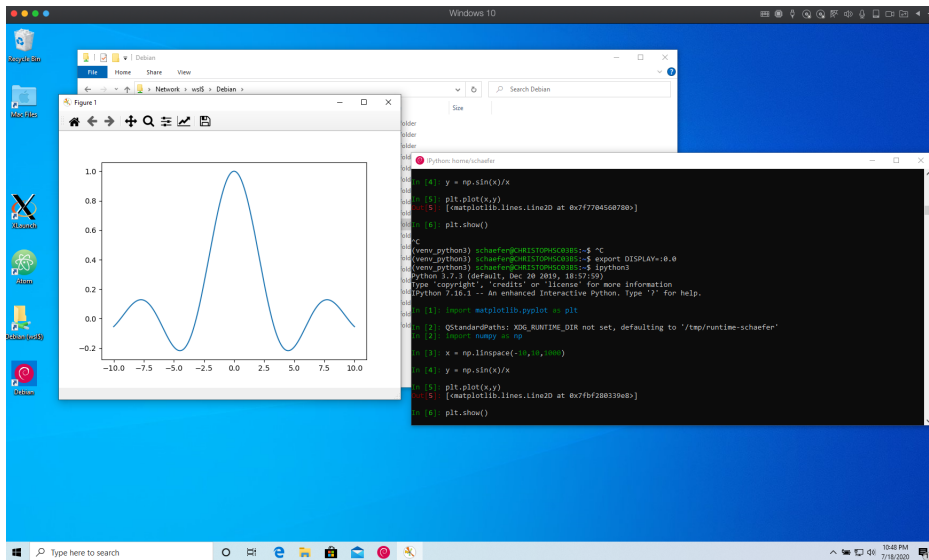 Windows 10
Recycle Bin
Mac Files
XLaunch
Atom
Debian (wsl$)
Debian
Debian
File Home Share View
Network > wsl$ > Debian >
Search Debian
Size
Figure 1
1.0
0.8
0.6
0.4
0.2
0.0
−0.2
−10.0 −7.5 −5.0 −2.5 0.0 2.5 5.0 7.5 10.0
IPython: home/schaefer
In [4]: y = np.sin(x)/x
In [5]: plt.plot(x,y)
Out[5]: [<matplotlib.lines.Line2D at 0x7f7704560780>]
In [6]: plt.show()
^C
(venv_python3) schaefer@CHRISTOPHSC03B5:~$ ^C
(venv_python3) schaefer@CHRISTOPHSC03B5:~$ export DISPLAY=:0.0
(venv_python3) schaefer@CHRISTOPHSC03B5:~$ ipython3
Python 3.7.3 (default, Dec 20 2019, 18:57:59)
Type 'copyright', 'credits' or 'license' for more information
IPython 7.16.1 -- An enhanced Interactive Python. Type '?' for help.
In [1]: import matplotlib.pyplot as plt
In [2]: QStandardPaths: XDG_RUNTIME_DIR not set, defaulting to '/tmp/runtime-schaefer'
In [2]: import numpy as np
In [3]: x = np.linspace(-10,10,1000)
In [4]: y = np.sin(x)/x
In [5]: plt.plot(x,y)
Out[5]: [<matplotlib.lines.Line2D at 0x7fbf280339e8>]
In [6]: plt.show()
Type here to search
10:48 PM
7/18/2020